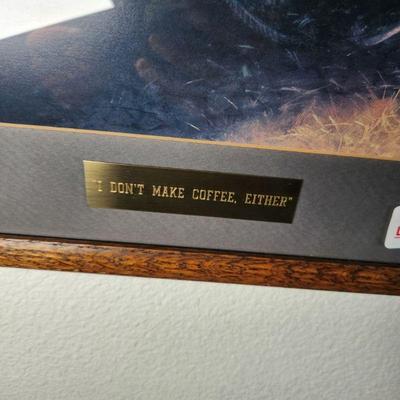 "I DON'T MAKE COFFEE, EITHER"